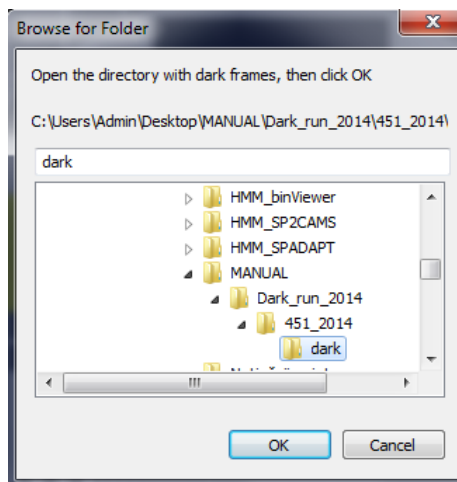 Browse for Folder
Open the directory with dark frames, then click OK
C:\Users\Admin\Desktop\MANUAL\Dark_run_2014\451_2014\
dark
HMM_binViewer
HMM_SP2CAMS
HMM_SPADAPT
MANUAL
Dark_run_2014
451_2014
dark
OK Cancel